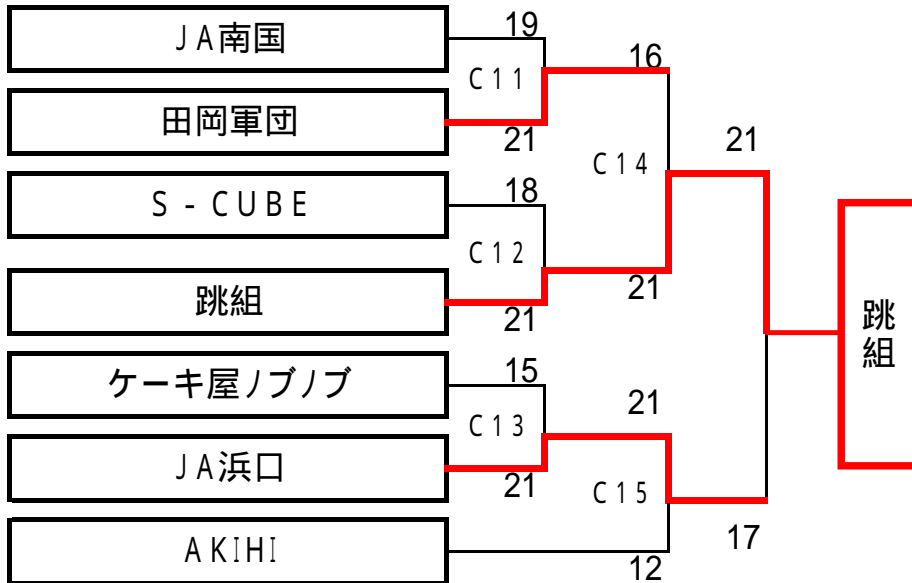 JA南国
19
C11
16
田岡軍団
21
C14
21
S-CUBE
18
C12
跳組
21
21
跳組
ケーキ屋ノブノブ
15
21
C13
JA浜口
21
C15
17
AKIHI
12